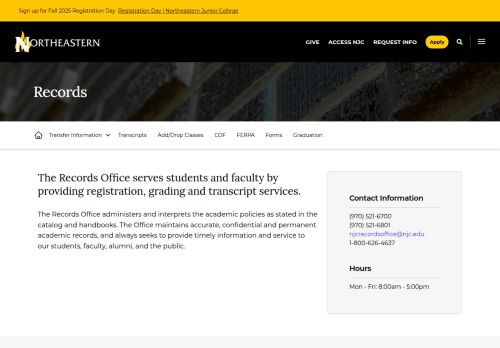 Sign up for Fall 2025 Registration Day Registration Day | Northeastern Junior College
NORTHEASTERN
GIVE ACCESS NJC REQUEST INFO Apply
Records
Transfer Information Transcripts Add/Drop Classes COF FERPA Forms Graduation
The Records Office serves students and faculty by
providing registration, grading and transcript services.
The Records Office administers and interprets the academic policies as stated in the
catalog and handbooks. The Office maintains accurate, confidential and permanent
academic records, and always seeks to provide timely information and service to
our students, faculty, alumni, and the public.
Contact Information
(970) 521-6700
(970) 521-6801
njcrecordsoffice@njc.edu
1-800-626-4637
Hours
Mon - Fri: 8:00am - 5:00pm